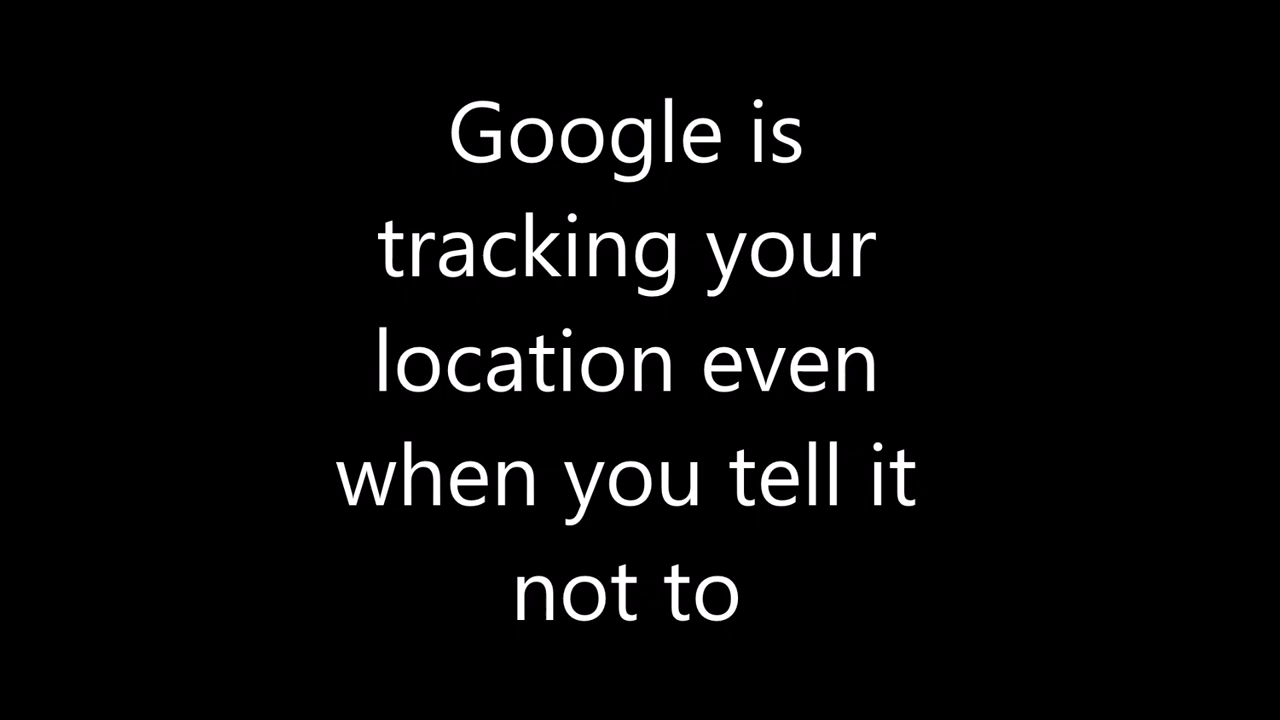 Google is
tracking your
location even
when you tell it
not to